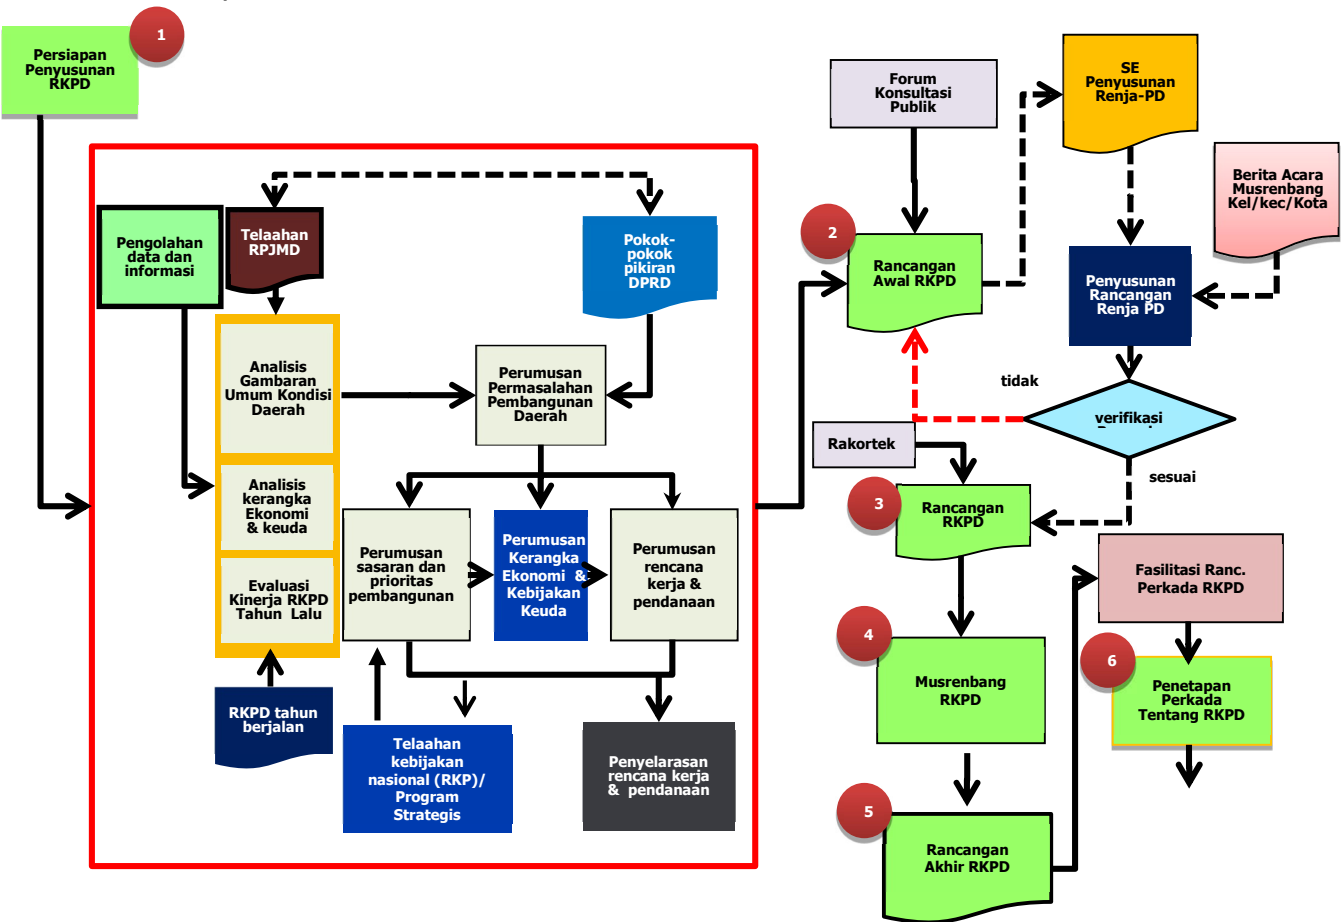 1
Persiapan
Penyusunan
RKPD
Pengolahan
data dan
informasi
Telaahan
RPJMD
Pokok-
pokok
pikiran
DPRD
Analisis
Gambaran
Umum Kondisi
Daerah
Analisis
kerangka
Ekonomi
& keuda
Evaluasi
Kinerja RKPD
Tahun Lalu
RKPD tahun
berjalan
Perumusan
Permasalahan
Pembangunan
Daerah
Perumusan
sasaran dan
prioritas
pembangunan
Perumusan
Kerangka
Ekonomi &
Kebijakan
Keuda
Perumusan
rencana
kerja &
pendanaan
Telaahan
kebijakan
nasional (RKP)/
Program
Strategis
Penyelarasan
rencana kerja
& pendanaan
Forum
Konsultasi
Publik
2
Rancangan
Awal RKPD
SE
Penyusunan
Renja-PD
Berita Acara
Musrenbang
Kel/kec/Kota
Penyusunan
Rancangan
Renja PD
tidak
verifikasi
sesuai
Rakortek
3
Rancangan
RKPD
4
Musrenbang
RKPD
5
Rancangan
Akhir RKPD
Fasilitasi Ranc.
Perkada RKPD
6
Penetapan
Perkada
Tentang RKPD